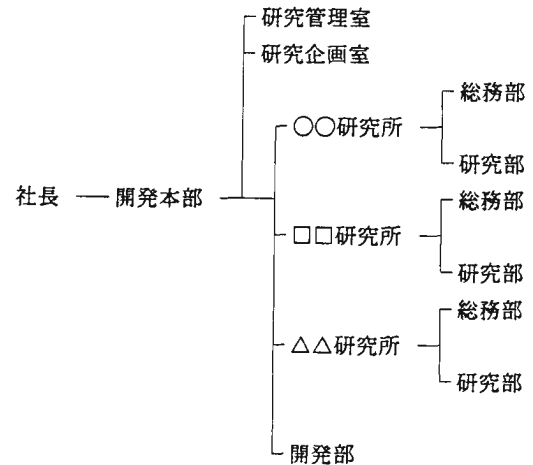 研究管理室
研究企画室
○○研究所
総務部
研究部
社長
開発本部
□□研究所
総務部
研究部
△△研究所
総務部
研究部
開発部